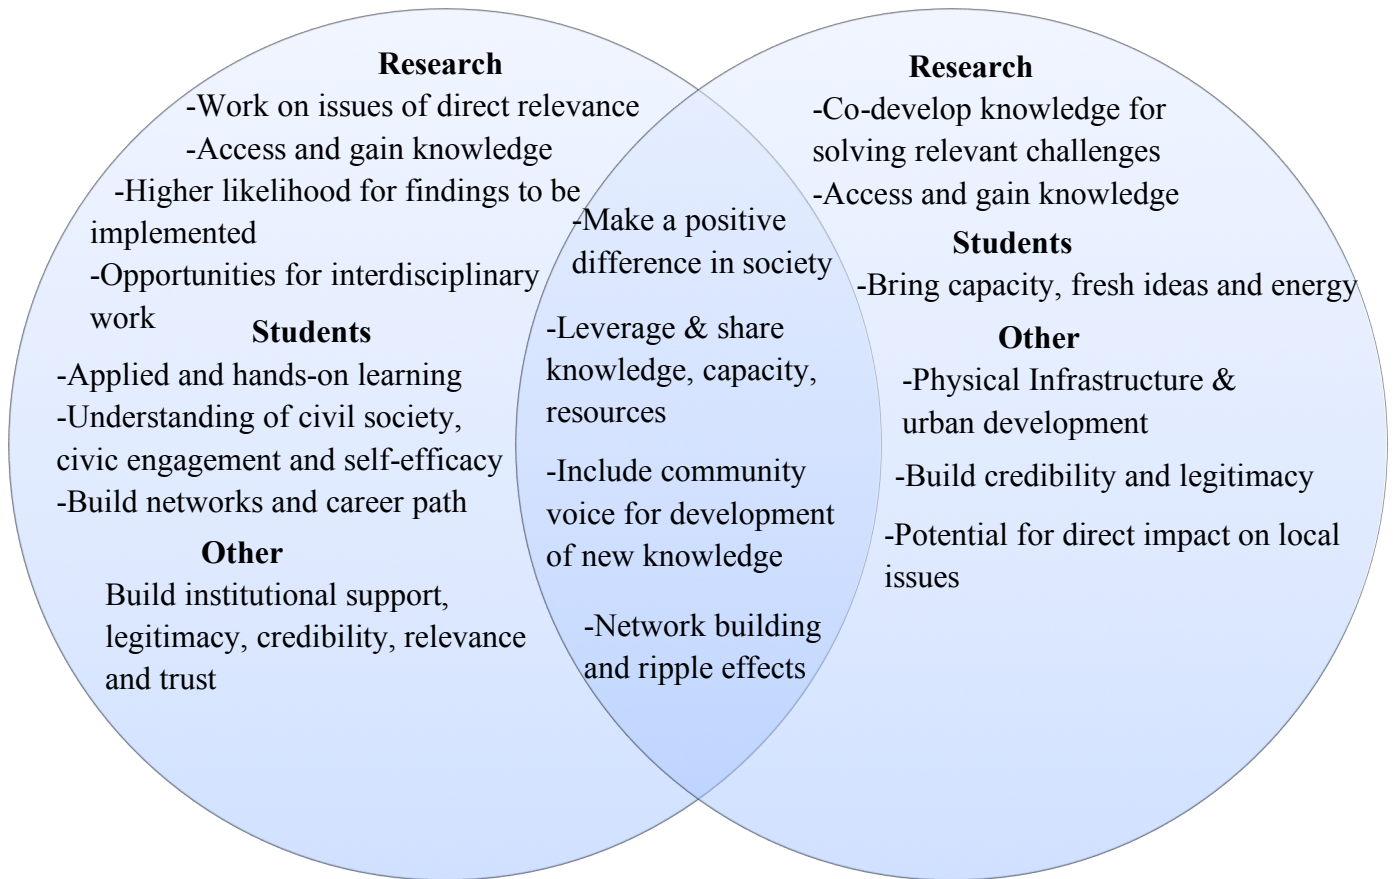 Research
-Work on issues of direct relevance
-Access and gain knowledge
-Higher likelihood for findings to be
implemented
-Opportunities for interdisciplinary
work
Students
-Applied and hands-on learning
-Understanding of civil society,
civic engagement and self-efficacy
-Build networks and career path
Other
Build institutional support,
legitimacy, credibility, relevance
and trust
-Make a positive
difference in society
-Leverage & share
knowledge, capacity,
resources
-Include community
voice for development
of new knowledge
-Network building
and ripple effects
Research
-Co-develop knowledge for
solving relevant challenges
-Access and gain knowledge
Students
-Bring capacity, fresh ideas and energy
Other
-Physical Infrastructure &
urban development
-Build credibility and legitimacy
-Potential for direct impact on local
issues